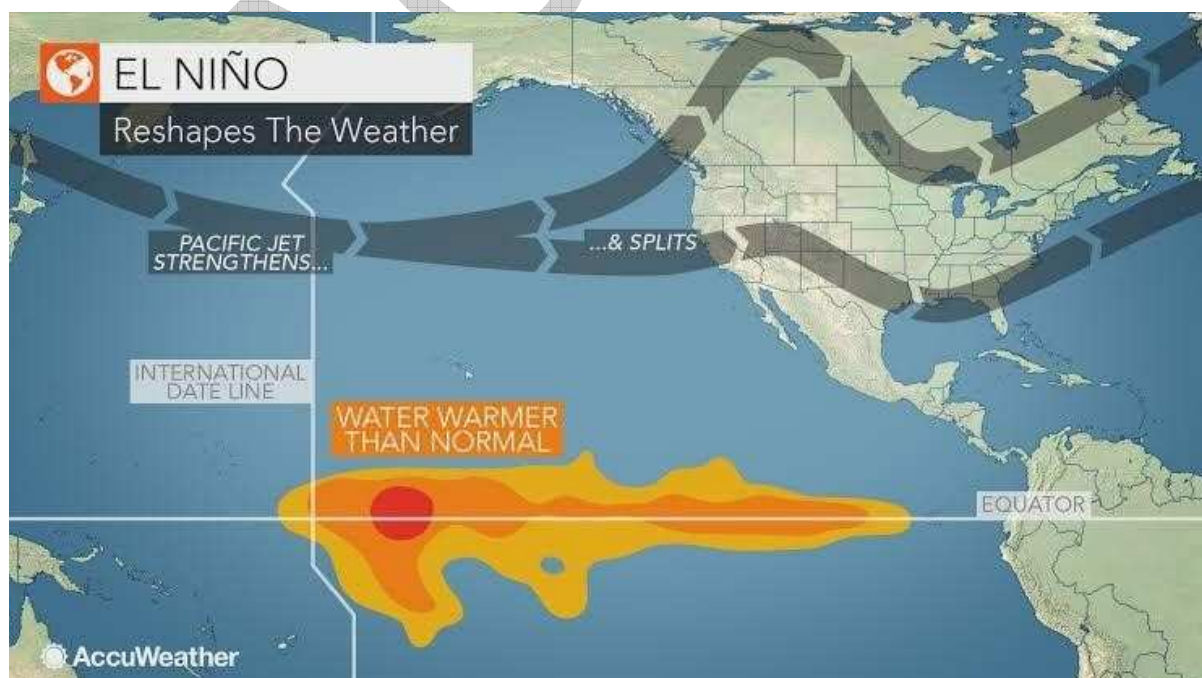 EL NIÑO
Reshapes The Weather
PACIFIC JET
STRENGTHENS...
...& SPLITS
INTERNATIONAL
DATE LINE
WATER WARMER
THAN NORMAL
EQUATOR
AccuWeather